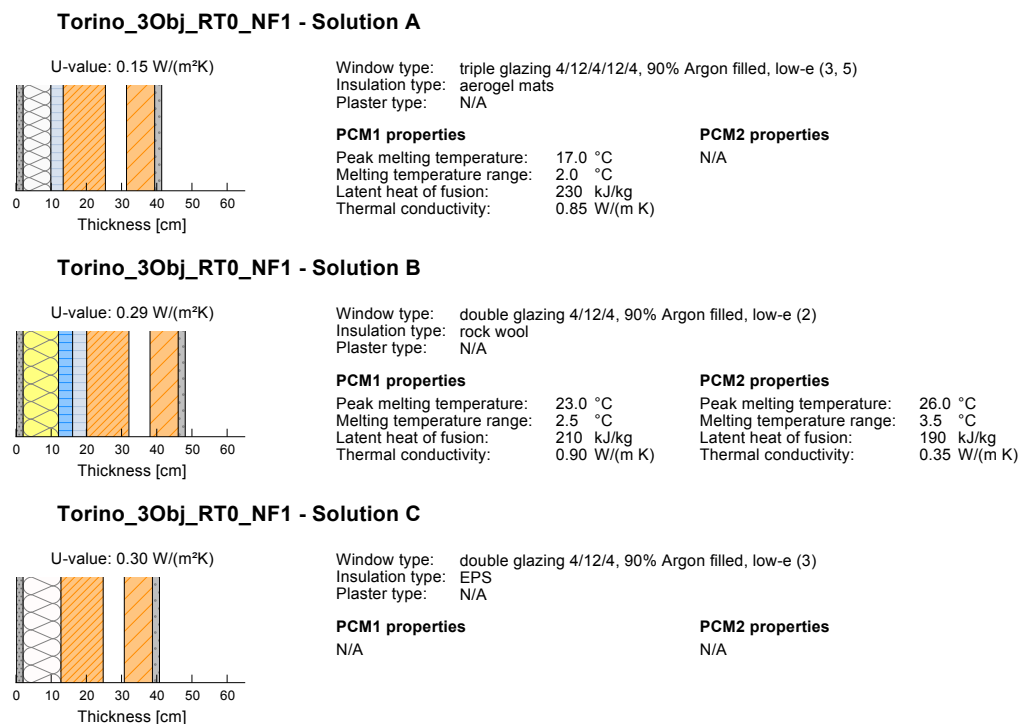 Torino_3Obj_RT0_NF1 - Solution A
U-value: 0.15 W/(m²K)
0 10 20 30 40 50 60
Thickness [cm]
Window type: triple glazing 4/12/4/12/4, 90% Argon filled, low-e (3, 5)
Insulation type: aerogel mats
Plaster type: N/A
PCM1 properties
Peak melting temperature: 17.0 °C
Melting temperature range: 2.0 °C
Latent heat of fusion: 230 kJ/kg
Thermal conductivity: 0.85 W/(m K)
PCM2 properties
N/A
Torino_3Obj_RT0_NF1 - Solution B
U-value: 0.29 W/(m²K)
0 10 20 30 40 50 60
Thickness [cm]
Window type: double glazing 4/12/4, 90% Argon filled, low-e (2)
Insulation type: rock wool
Plaster type: N/A
PCM1 properties
Peak melting temperature: 23.0 °C
Melting temperature range: 2.5 °C
Latent heat of fusion: 210 kJ/kg
Thermal conductivity: 0.90 W/(m K)
PCM2 properties
Peak melting temperature: 26.0 °C
Melting temperature range: 3.5 °C
Latent heat of fusion: 190 kJ/kg
Thermal conductivity: 0.35 W/(m K)
Torino_3Obj_RT0_NF1 - Solution C
U-value: 0.30 W/(m²K)
0 10 20 30 40 50 60
Thickness [cm]
Window type: double glazing 4/12/4, 90% Argon filled, low-e (3)
Insulation type: EPS
Plaster type: N/A
PCM1 properties
N/A
PCM2 properties
N/A